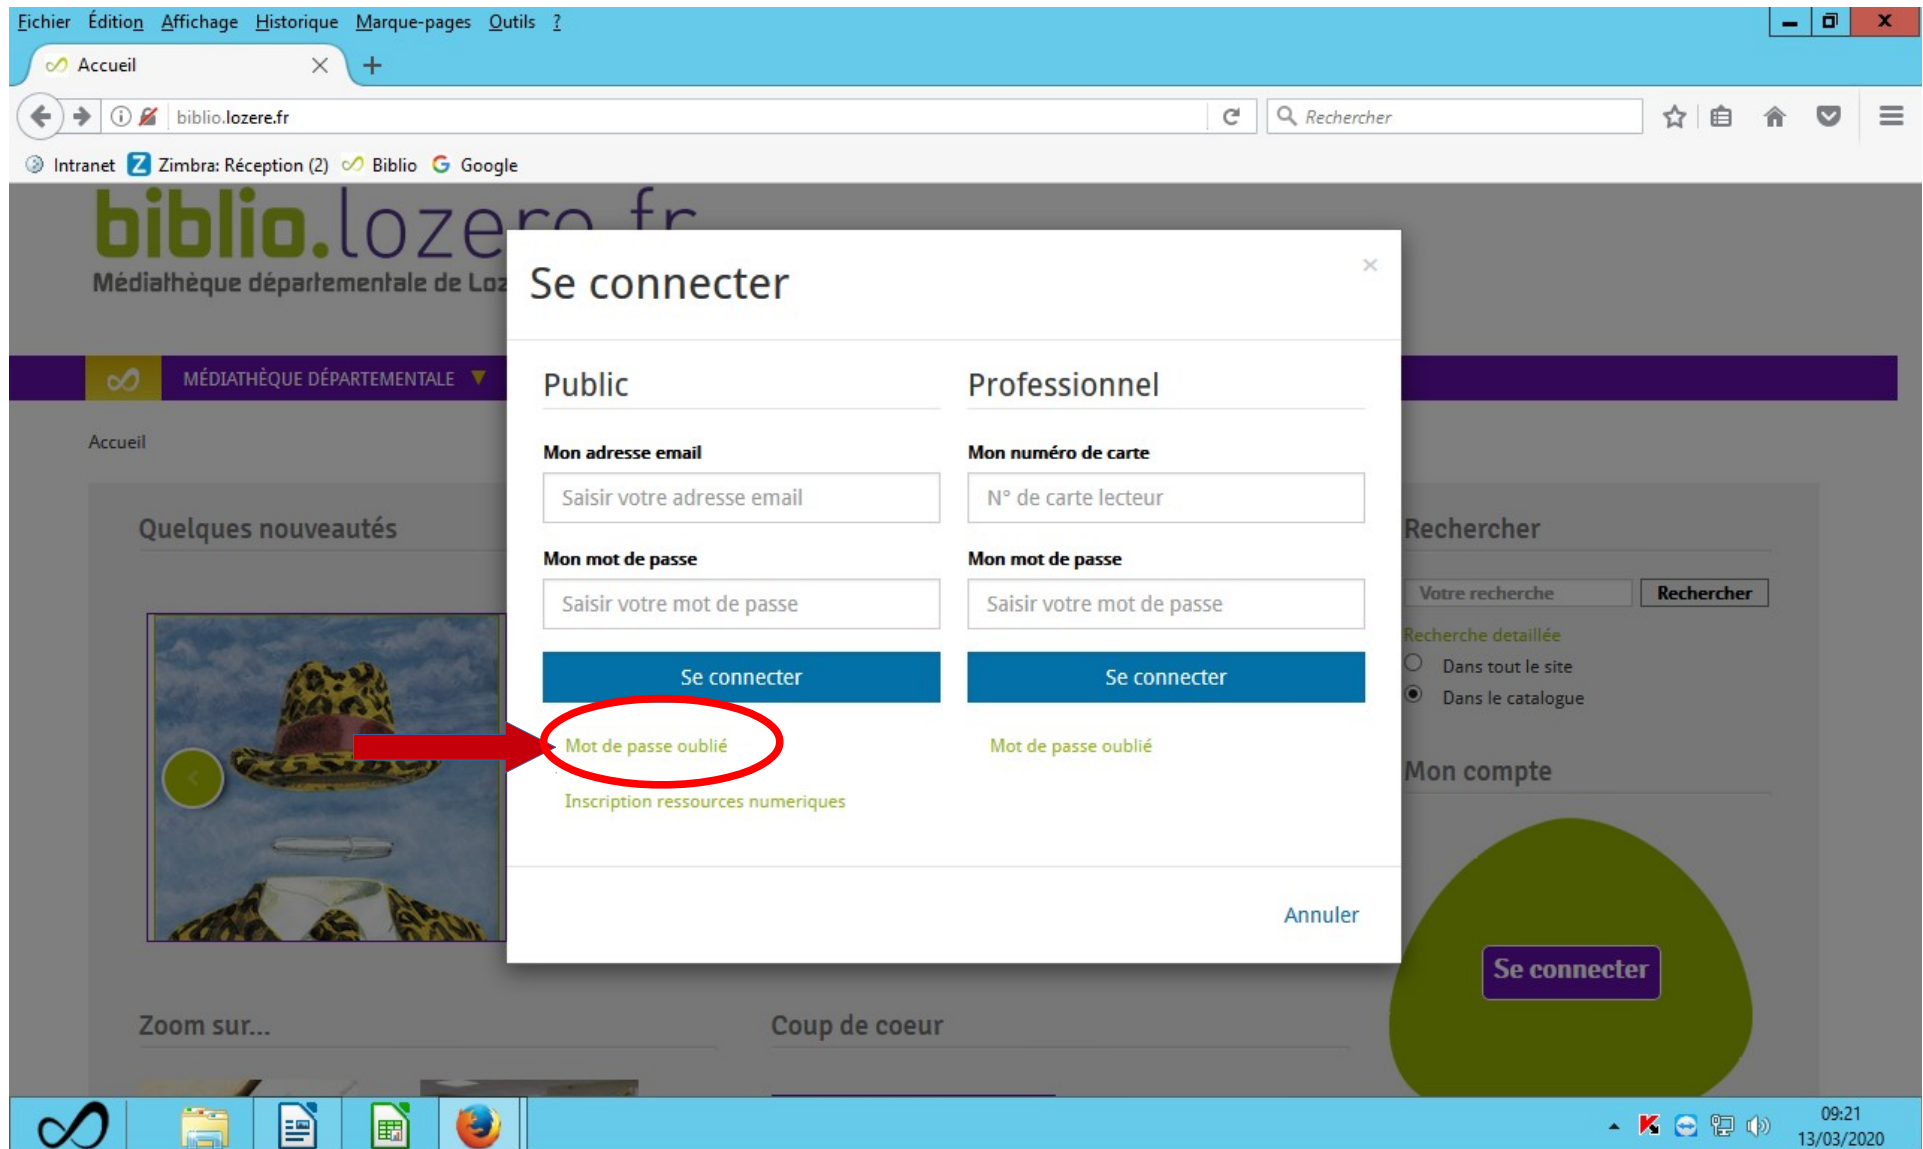 Fichier Édition Affichage Historique Marque-pages Outils ?
Accueil
biblio.lozere.fr
Rechercher
Intranet Zimbra: Réception (2) Biblio Google
biblio.lozere.fr
Médiathèque départementale de Loz
MÉDIATHÈQUE DÉPARTEMENTALE
Accueil
Quelques nouveautés
Se connecter
×
Public
Mon adresse email
Saisir votre adresse email
Mon mot de passe
Saisir votre mot de passe
Se connecter
Mot de passe oublié
Inscription ressources numeriques
Professionnel
Mon numéro de carte
N° de carte lecteur
Mon mot de passe
Saisir votre mot de passe
Se connecter
Mot de passe oublié
Annuler
Rechercher
Votre recherche
Rechercher
Recherche detaillée
Dans tout le site
Dans le catalogue
Mon compte
Se connecter
Zoom sur...
Coup de coeur
09:21
13/03/2020